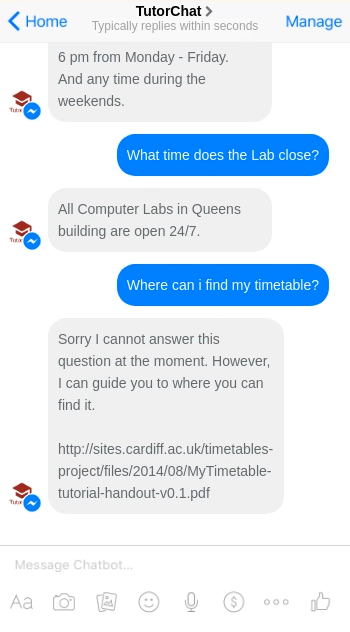 Home
TutorChat
Typically replies within seconds
Manage
6 pm from Monday - Friday.
And any time during the
weekends.
Tutor
What time does the Lab close?
All Computer Labs in Queens
building are open 24/7.
Tutor
Where can i find my timetable?
Sorry I cannot answer this
question at the moment. However,
I can guide you to where you can
find it.
http://sites.cardiff.ac.uk/timetables-
project/files/2014/08/MyTimetable-
tutorial-handout-v0.1.pdf
Tutor
Message Chatbot...
Aa
$